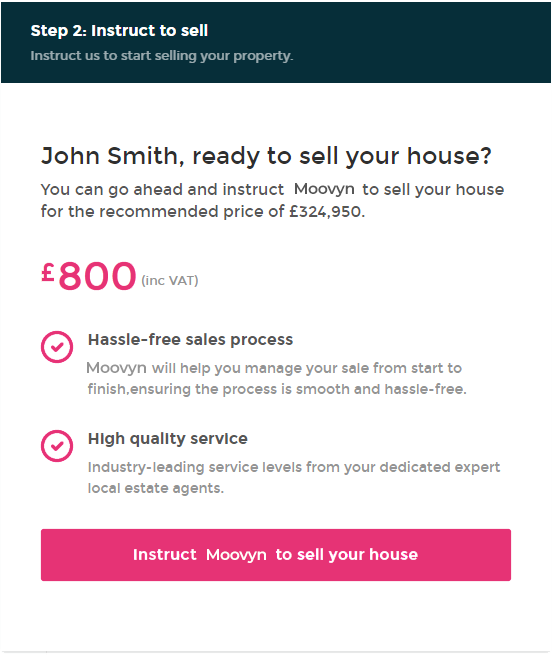 Step 2: Instruct to sell
Instruct us to start selling your property.
John Smith, ready to sell your house?
You can go ahead and instruct Moovyn to sell your house
for the recommended price of £324,950.
£800 (inc VAT)
Hassle-free sales process
Moovyn will help you manage your sale from start to
finish,ensuring the process is smooth and hassle-free.
High quality service
Industry-leading service levels from your dedicated expert
local estate agents.
Instruct Moovyn to sell your house